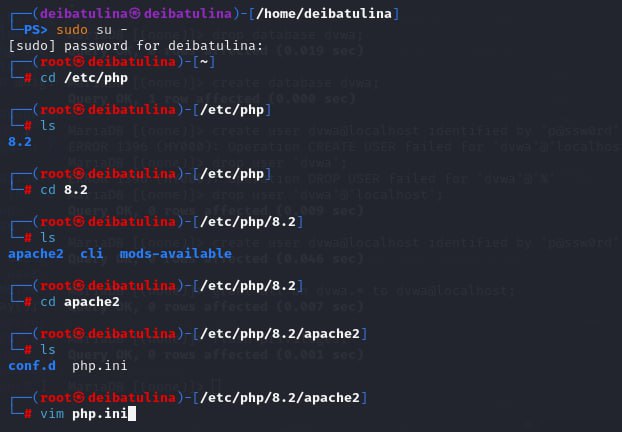 ┌──(deibatulina㉿deibatulina)-[/home/deibatulina]
└─PS> sudo su -
[sudo] password for deibatulina:
┌──(root㉿deibatulina)-[~]
└─# cd /etc/php
┌──(root㉿deibatulina)-[/etc/php]
└─# ls
8.2
┌──(root㉿deibatulina)-[/etc/php]
└─# cd 8.2
┌──(root㉿deibatulina)-[/etc/php/8.2]
└─# ls
apache2 cli mods-available
┌──(root㉿deibatulina)-[/etc/php/8.2]
└─# cd apache2
┌──(root㉿deibatulina)-[/etc/php/8.2/apache2]
└─# ls
conf.d php.ini
┌──(root㉿deibatulina)-[/etc/php/8.2/apache2]
└─# vim php.ini